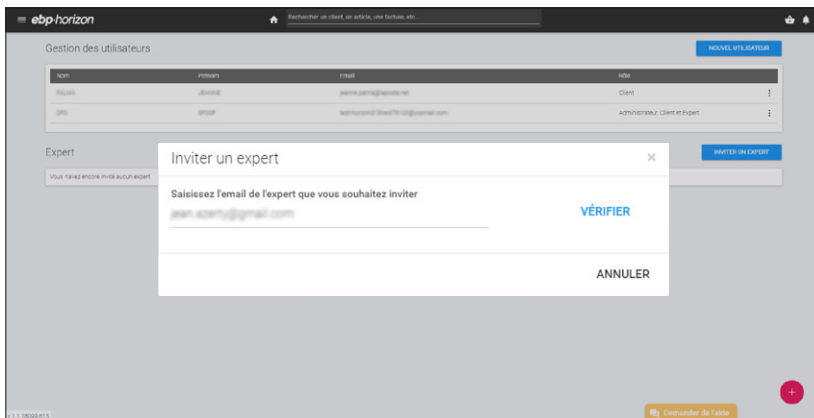 ebp-horizon
Rechercher un client, un article, une facture, etc...
Gestion des utilisateurs
NOUVEL UTILISATEUR
Nom Prénom Email Rôle
JEANNE Client
Administrateur, Client et Expert
Expert
INVITER UN EXPERT
Vous n'avez encore invité aucun expert
Inviter un expert ×
Saisissez l'email de l'expert que vous souhaitez inviter
jean.azerty@gmail.com
VÉRIFIER
ANNULER
Demander de l'aide